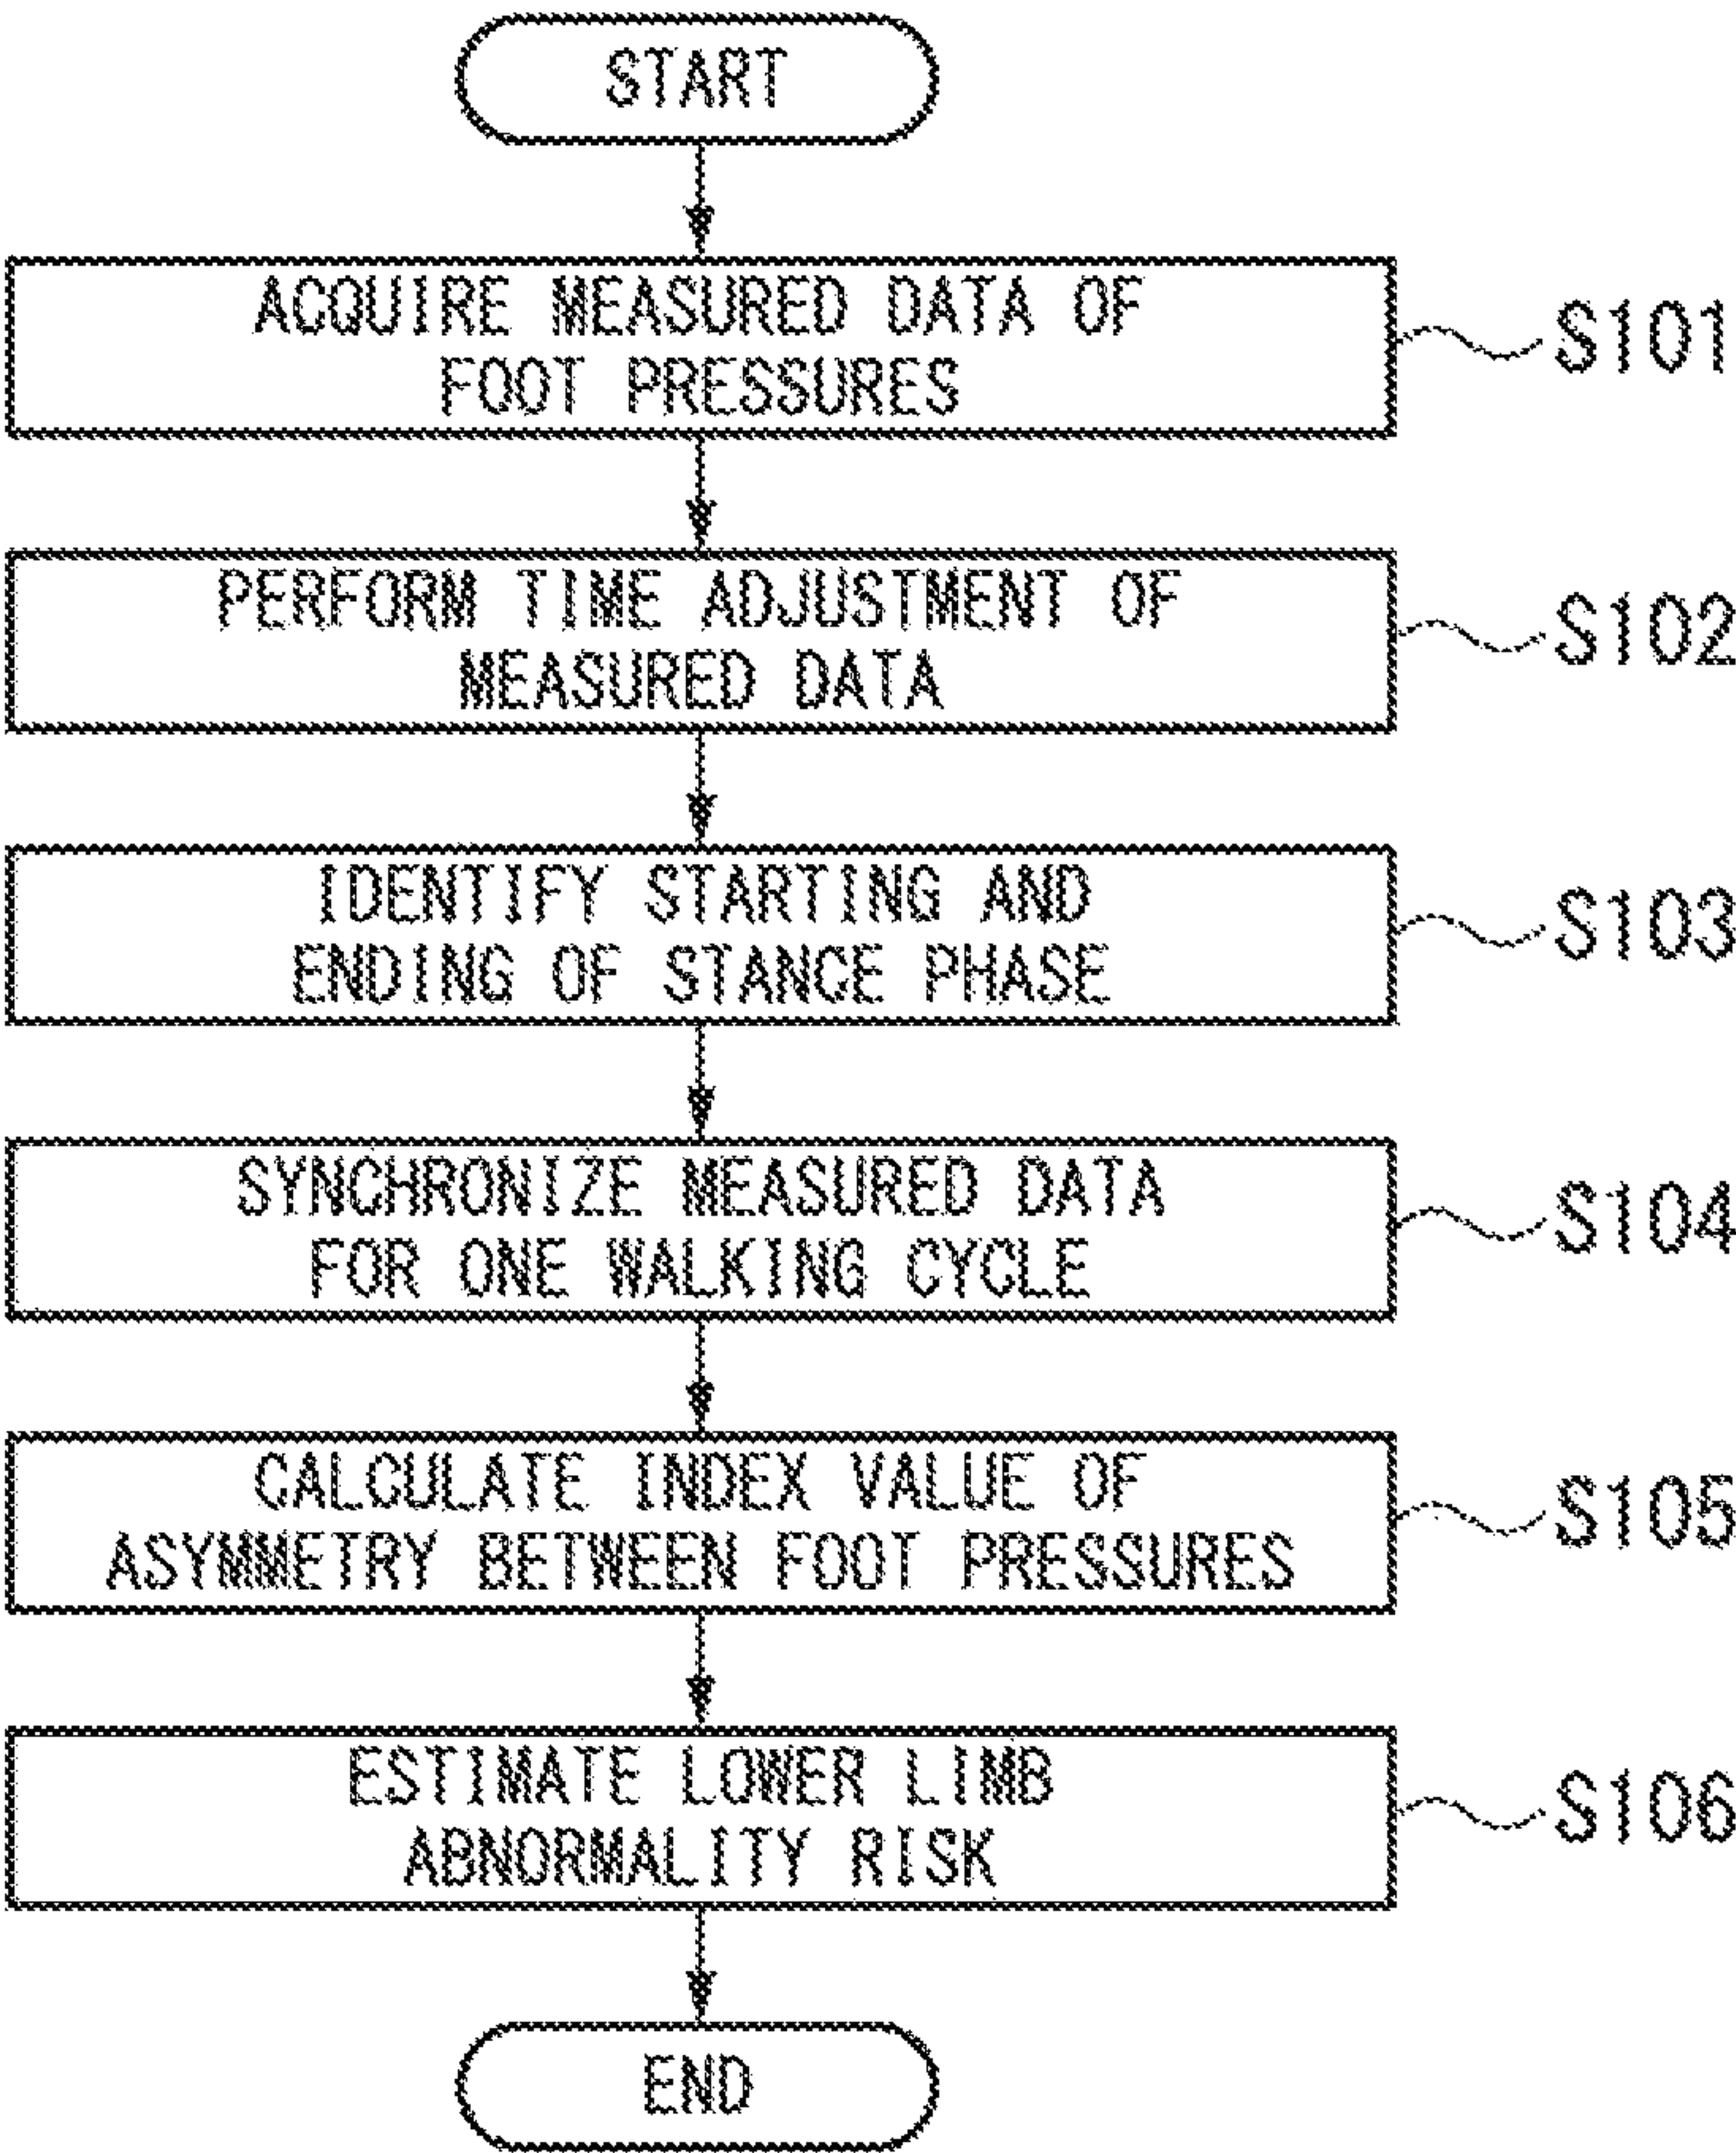 START
ACQUIRE MEASURED DATA OF
FOOT PRESSURES
S101
PERFORM TIME ADJUSTMENT OF
MEASURED DATA
S102
IDENTIFY STARTING AND
ENDING OF STANCE PHASE
S103
SYNCHRONIZE MEASURED DATA
FOR ONE WALKING CYCLE
S104
CALCULATE INDEX VALUE OF
ASYMMETRY BETWEEN FOOT PRESSURES
S105
ESTIMATE LOWER LIMB
ABNORMALITY RISK
S106
END